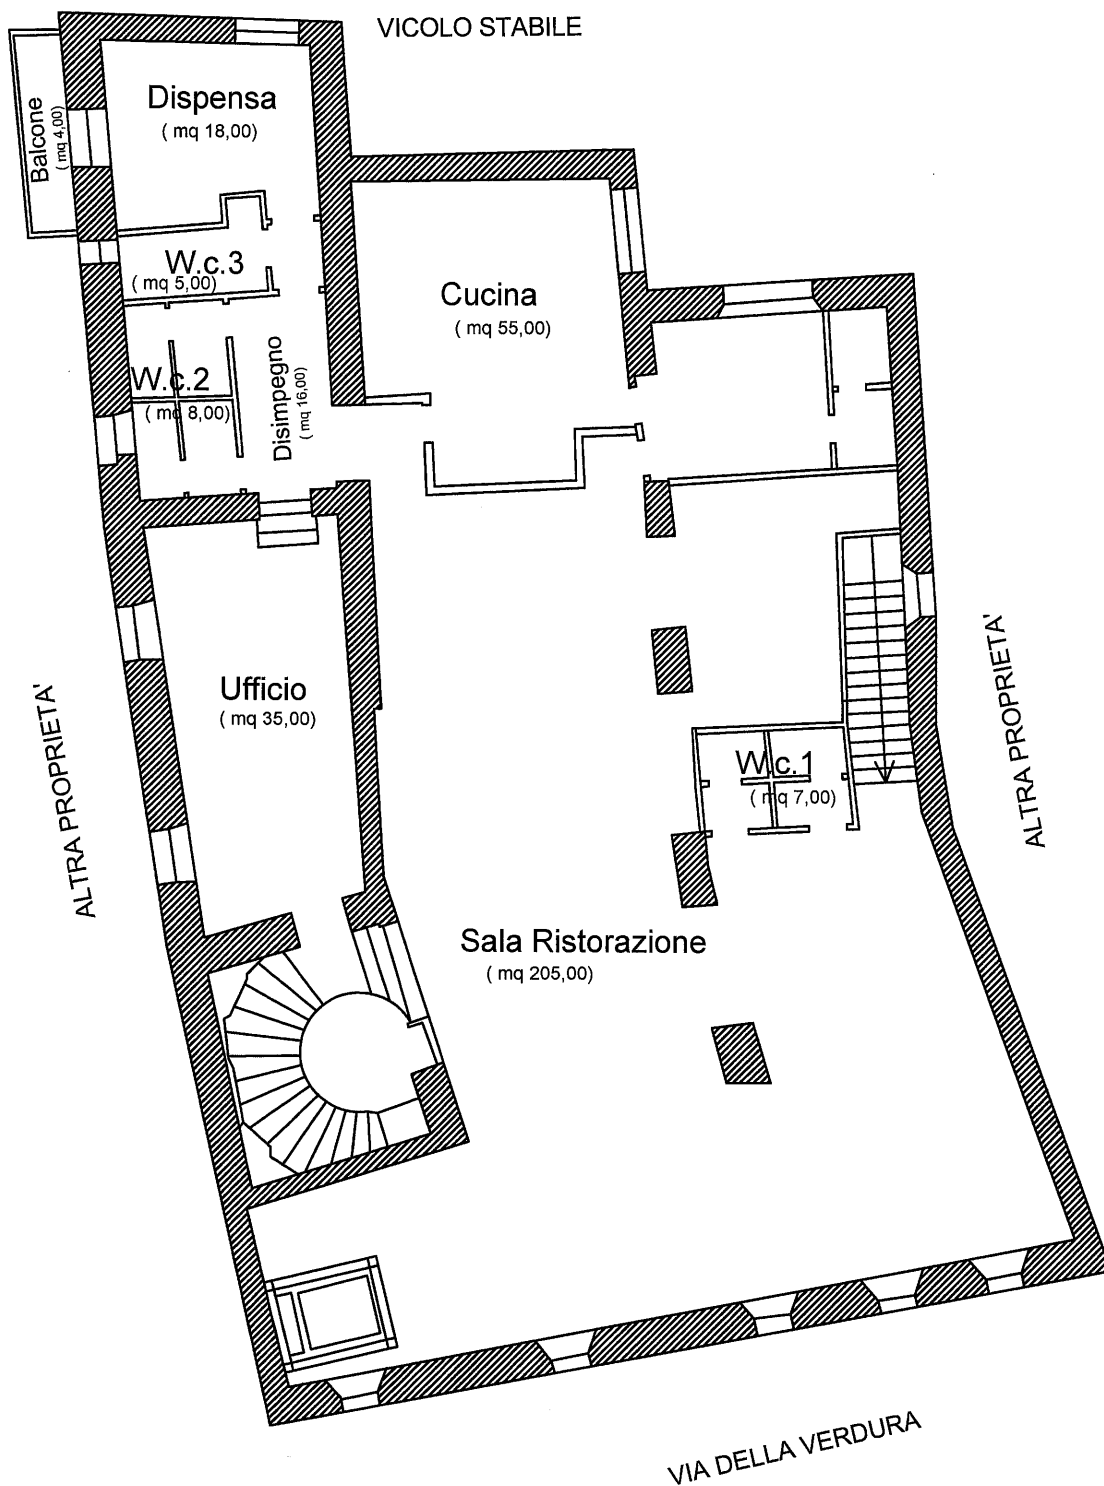 VICOLO STABILE
Dispensa
( mq 18,00)
Balcone
( mq 4,00)
W.c.3
( mq 5,00)
Cucina
( mq 55,00)
W.c.2
( mq 8,00)
Disimpegno
( mq 16,00)
Ufficio
( mq 35,00)
W.c.1
( mq 7,00)
ALTRA PROPRIETA'
ALTRA PROPRIETA'
Sala Ristorazione
( mq 205,00)
VIA DELLA VERDURA